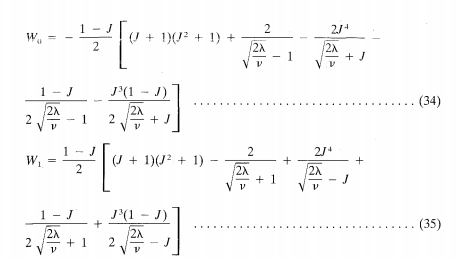 W₀ = − (1 − J)/2 [ (J + 1)(J² + 1) + 2/(√(2λ/ν) − 1) − 2J⁴/(√(2λ/ν) + J) −
(1 − J)/(2√(2λ/ν) − 1) − J³(1 − J)/(2√(2λ/ν) + J) ] .................................. (34)
W₁ = (1 − J)/2 [ (J + 1)(J² + 1) − 2/(√(2λ/ν) + 1) + 2J⁴/(√(2λ/ν) − J) +
(1 − J)/(2√(2λ/ν) + 1) + J³(1 − J)/(2√(2λ/ν) − J) ] .................................. (35)